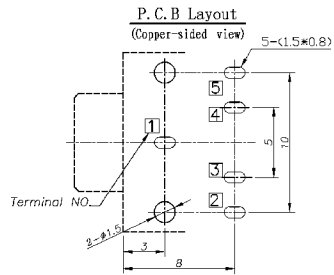 P.C.B Layout
(Copper-sided view)
5-(1.5*0.8)
5
4
1
5
10
3
Terminal NO.
2
2-ø1.5
3
8